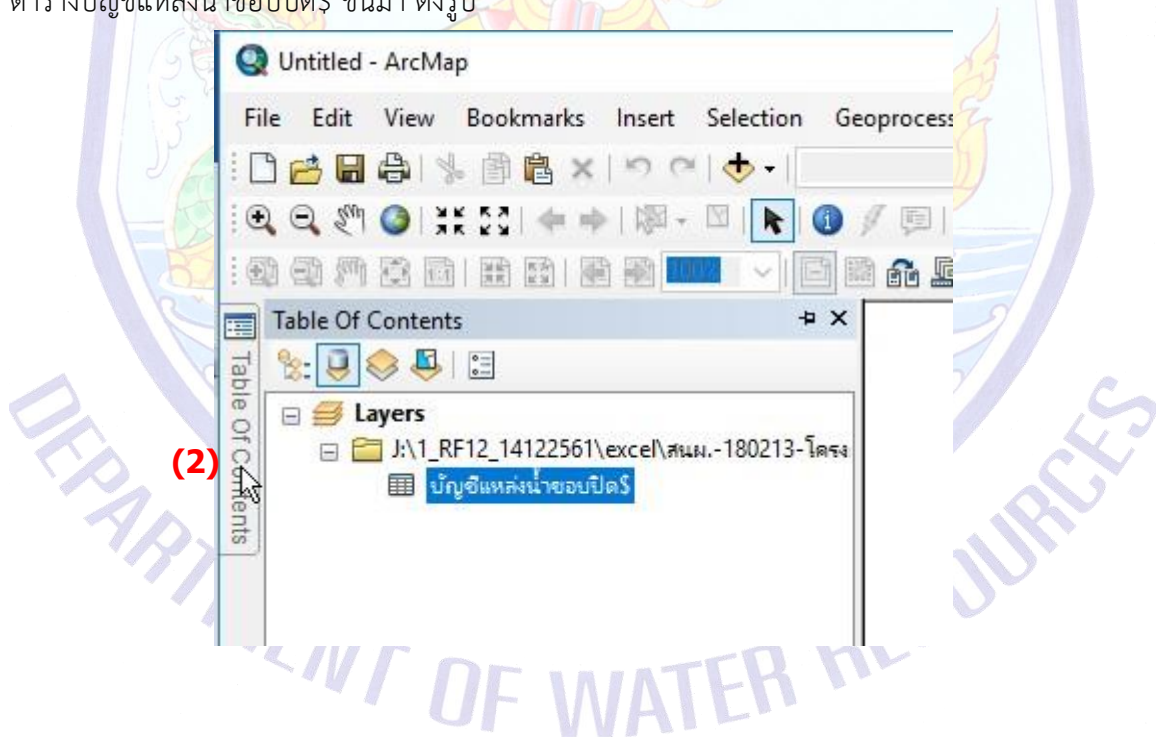 ตารางบัญชีแหล่งน้ำขอบปิด$ ขึ้นมา ดังรูป
Untitled - ArcMap
File Edit View Bookmarks Insert Selection Geoprocess
100%
Table Of Contents
Table Of Contents
Layers
J:\1_RF12_14122561\excel\สนผ.-180213-โครง
(2)
บัญชีแหล่งน้ำขอบปิด$
DEPARTMENT OF WATER RESOURCES